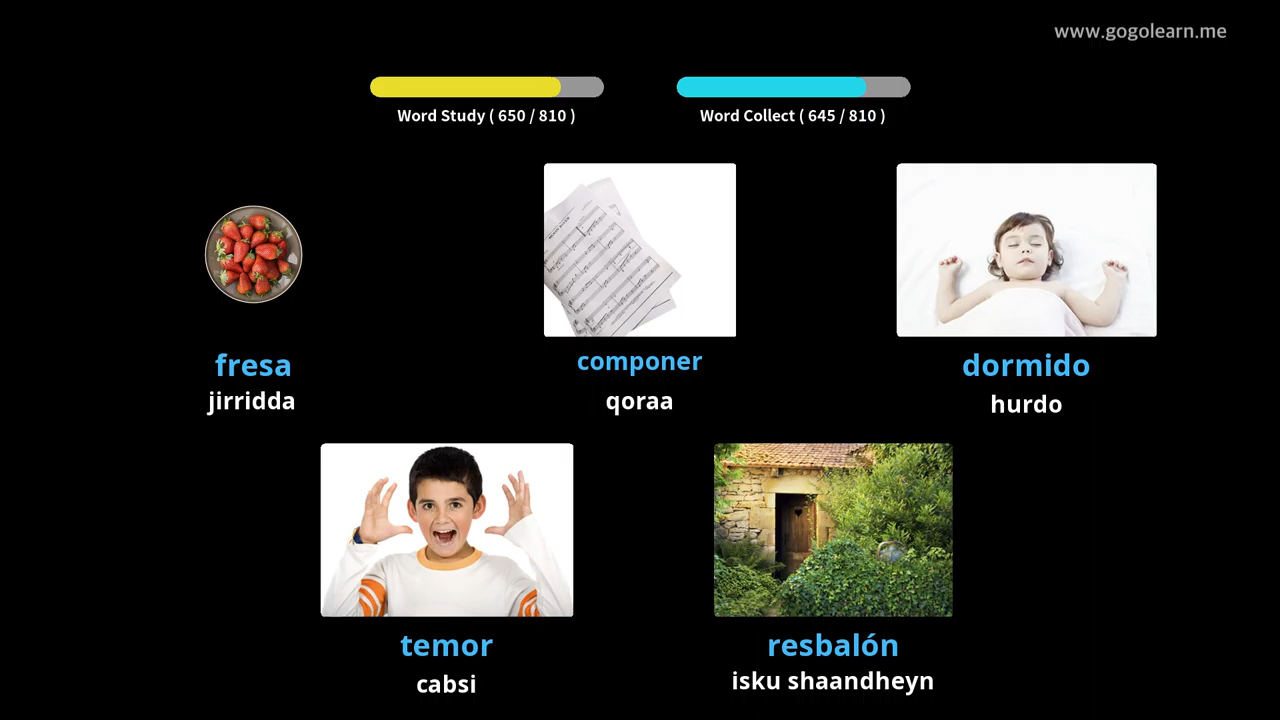 www.gogolearn.me
Word Study ( 650 / 810 )
Word Collect ( 645 / 810 )
fresa
jirridda
componer
qoraa
dormido
hurdo
temor
cabsi
resbalón
isku shaandheyn